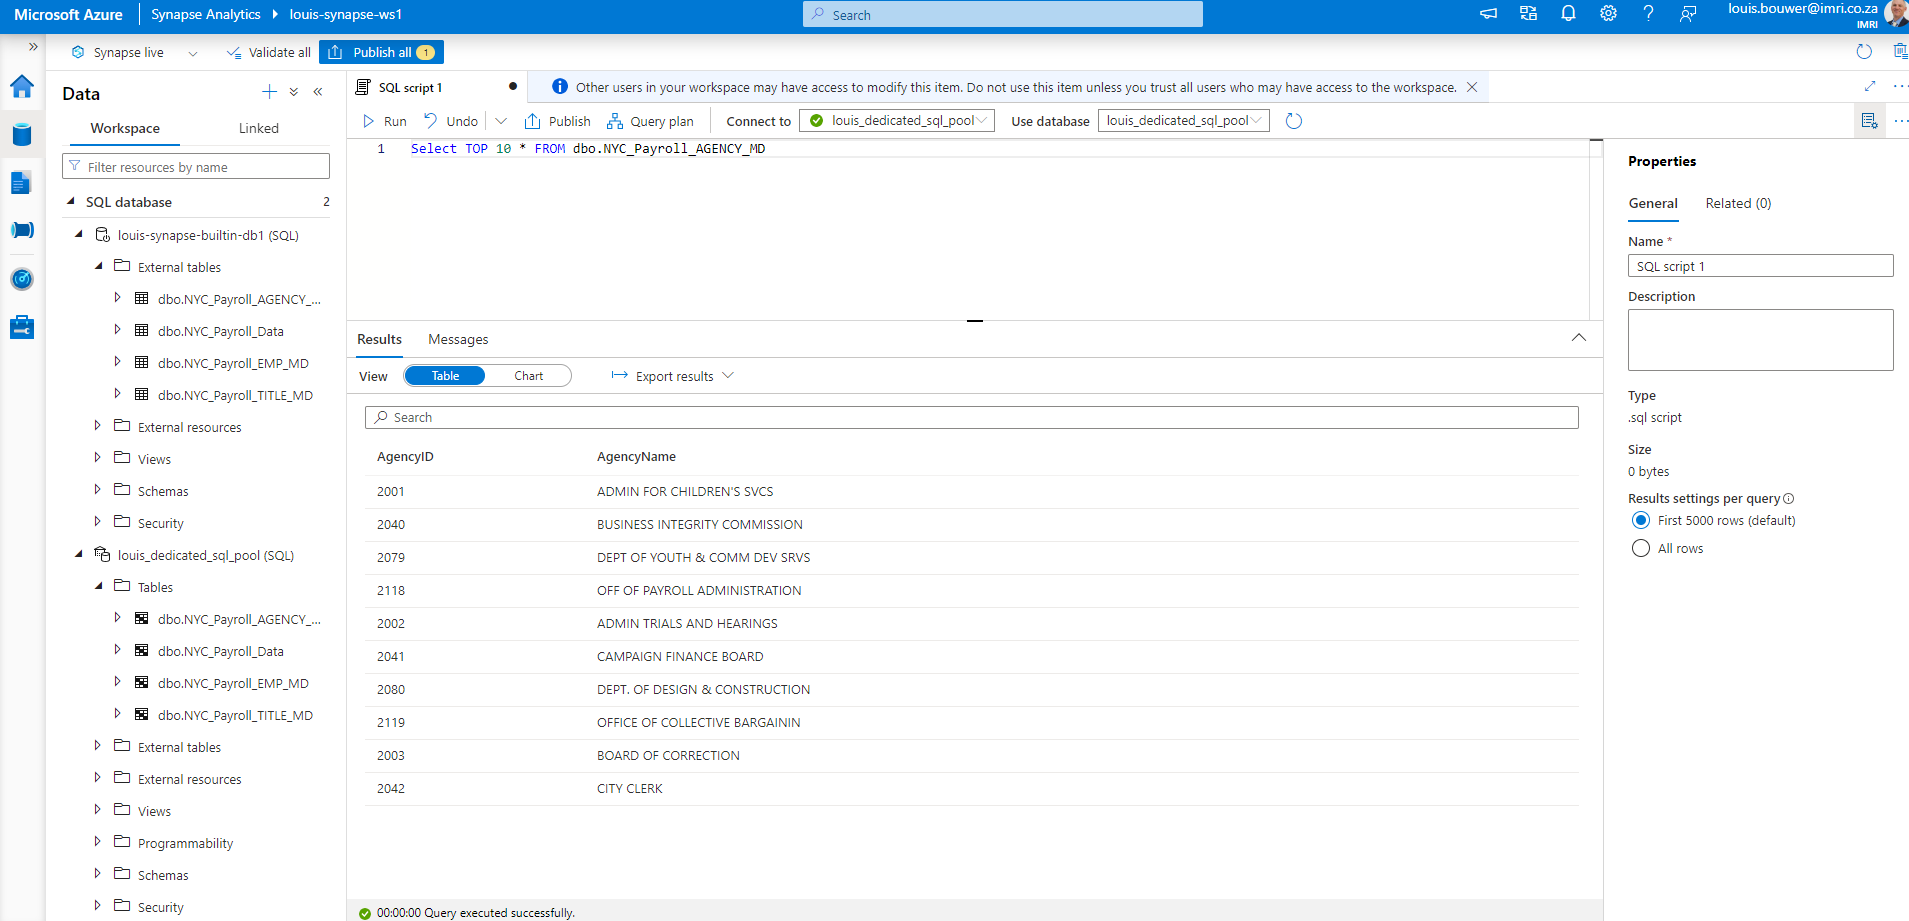 Microsoft Azure
Synapse Analytics
louis-synapse-ws1
Search
louis.bouwer@imri.co.za
IMRI
Synapse live
Validate all
Publish all 1
Data
Workspace
Linked
Filter resources by name
SQL database 2
louis-synapse-builtin-db1 (SQL)
External tables
dbo.NYC_Payroll_AGENCY_...
dbo.NYC_Payroll_Data
dbo.NYC_Payroll_EMP_MD
dbo.NYC_Payroll_TITLE_MD
External resources
Views
Schemas
Security
louis_dedicated_sql_pool (SQL)
Tables
dbo.NYC_Payroll_AGENCY_...
dbo.NYC_Payroll_Data
dbo.NYC_Payroll_EMP_MD
dbo.NYC_Payroll_TITLE_MD
External tables
External resources
Views
Programmability
Schemas
Security
SQL script 1
Other users in your workspace may have access to modify this item. Do not use this item unless you trust all users who may have access to the workspace.
Run
Undo
Publish
Query plan
Connect to
louis_dedicated_sql_pool
Use database
louis_dedicated_sql_pool
1 Select TOP 10 * FROM dbo.NYC_Payroll_AGENCY_MD
Results
Messages
View
Table
Chart
Export results
Search
AgencyID AgencyName
2001 ADMIN FOR CHILDREN'S SVCS
2040 BUSINESS INTEGRITY COMMISSION
2079 DEPT OF YOUTH & COMM DEV SRVS
2118 OFF OF PAYROLL ADMINISTRATION
2002 ADMIN TRIALS AND HEARINGS
2041 CAMPAIGN FINANCE BOARD
2080 DEPT. OF DESIGN & CONSTRUCTION
2119 OFFICE OF COLLECTIVE BARGAININ
2003 BOARD OF CORRECTION
2042 CITY CLERK
00:00:00 Query executed successfully.
Properties
General
Related (0)
Name *
SQL script 1
Description
Type
.sql script
Size
0 bytes
Results settings per query
First 5000 rows (default)
All rows